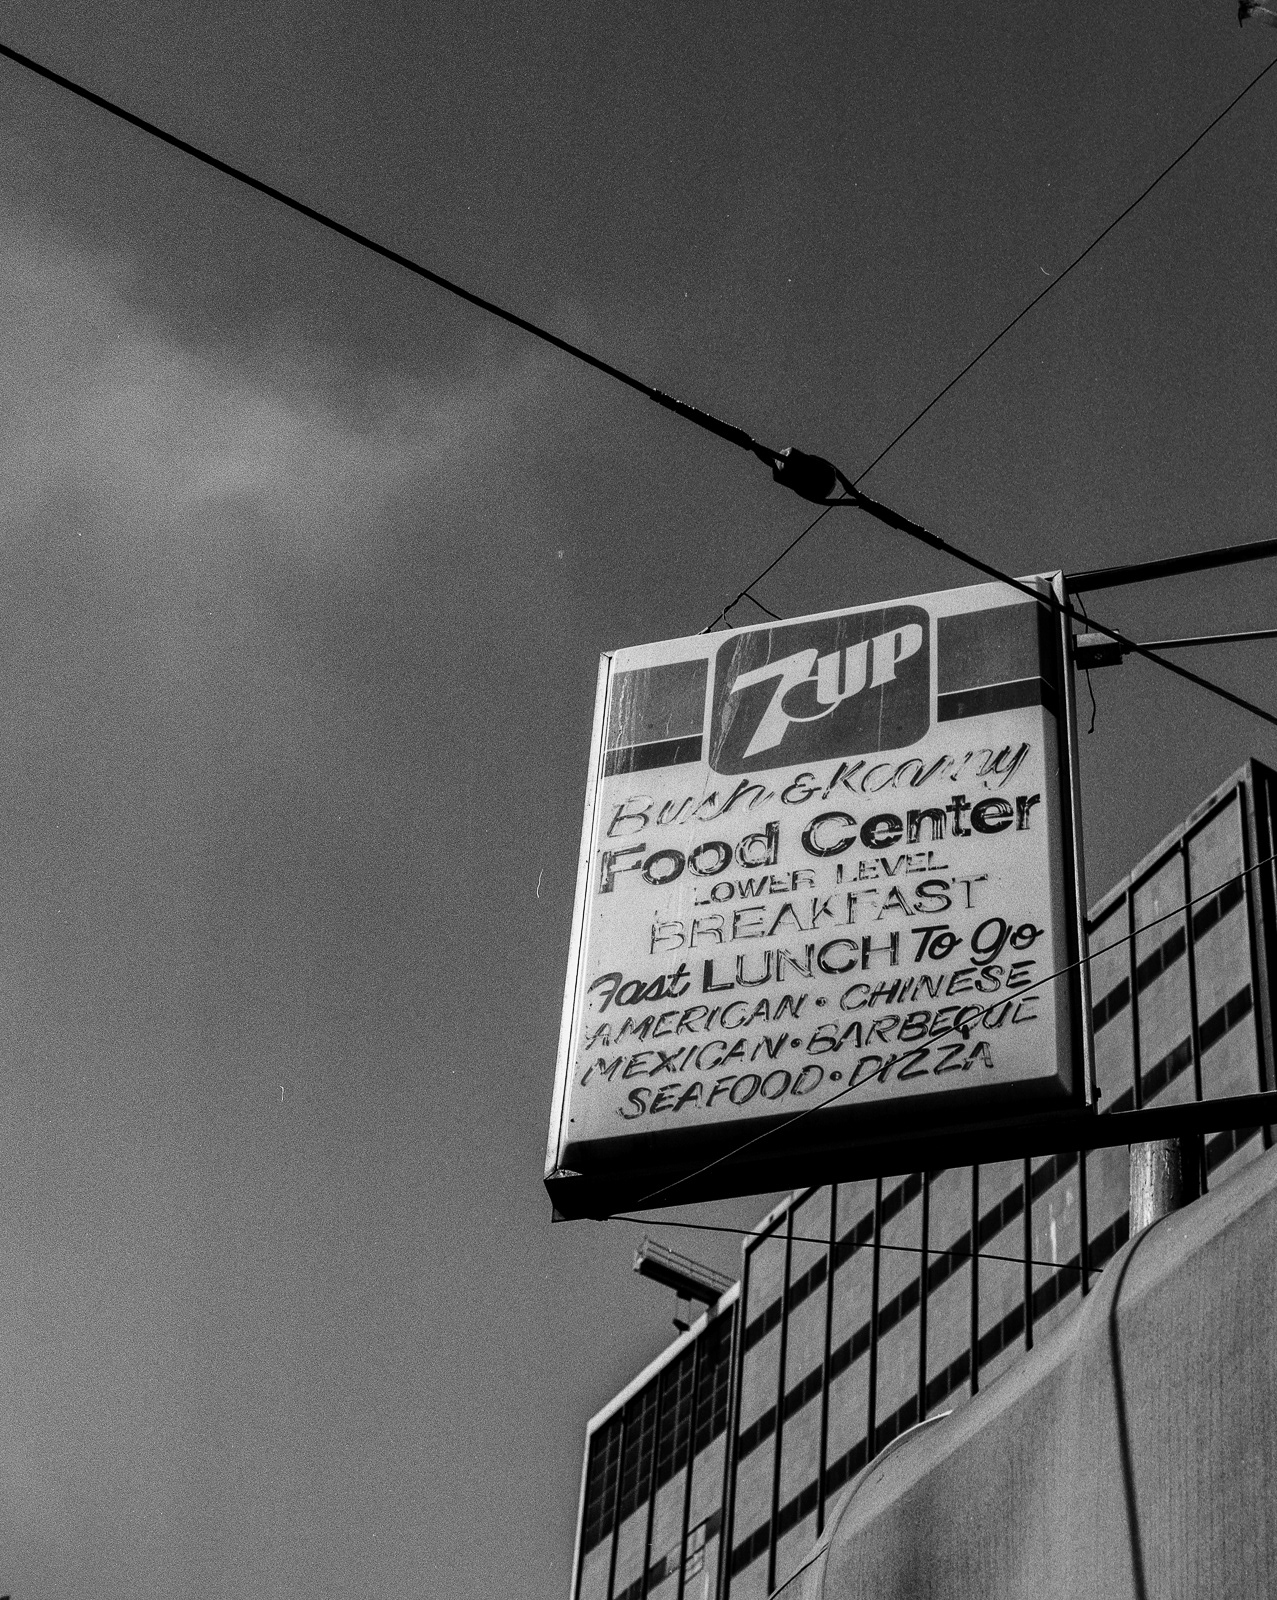 7UP
Bush & Kearny
Food Center
LOWER LEVEL
BREAKFAST
Fast LUNCH To Go
AMERICAN • CHINESE
MEXICAN • BARBEQUE
SEAFOOD • PIZZA